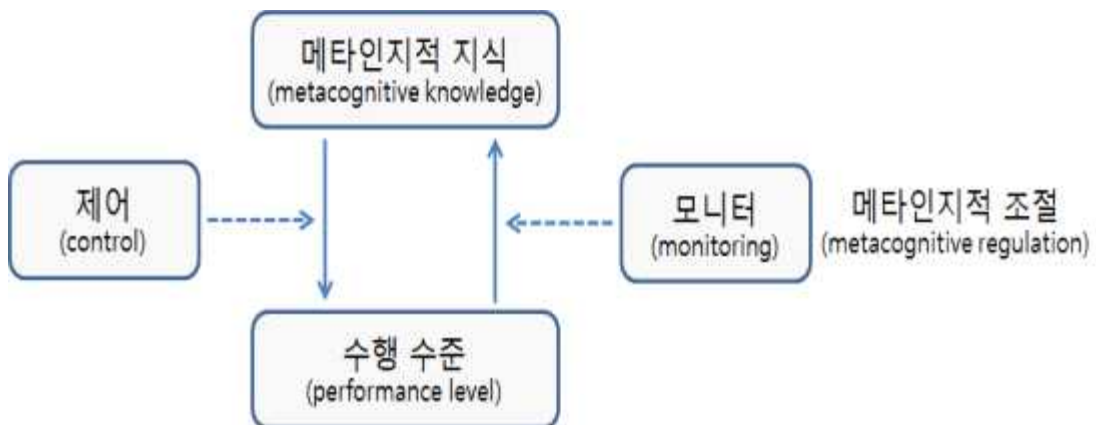 메타인지적 지식
(metacognitive knowledge)
제어
(control)
모니터
(monitoring)
메타인지적 조절
(metacognitive regulation)
수행 수준
(performance level)